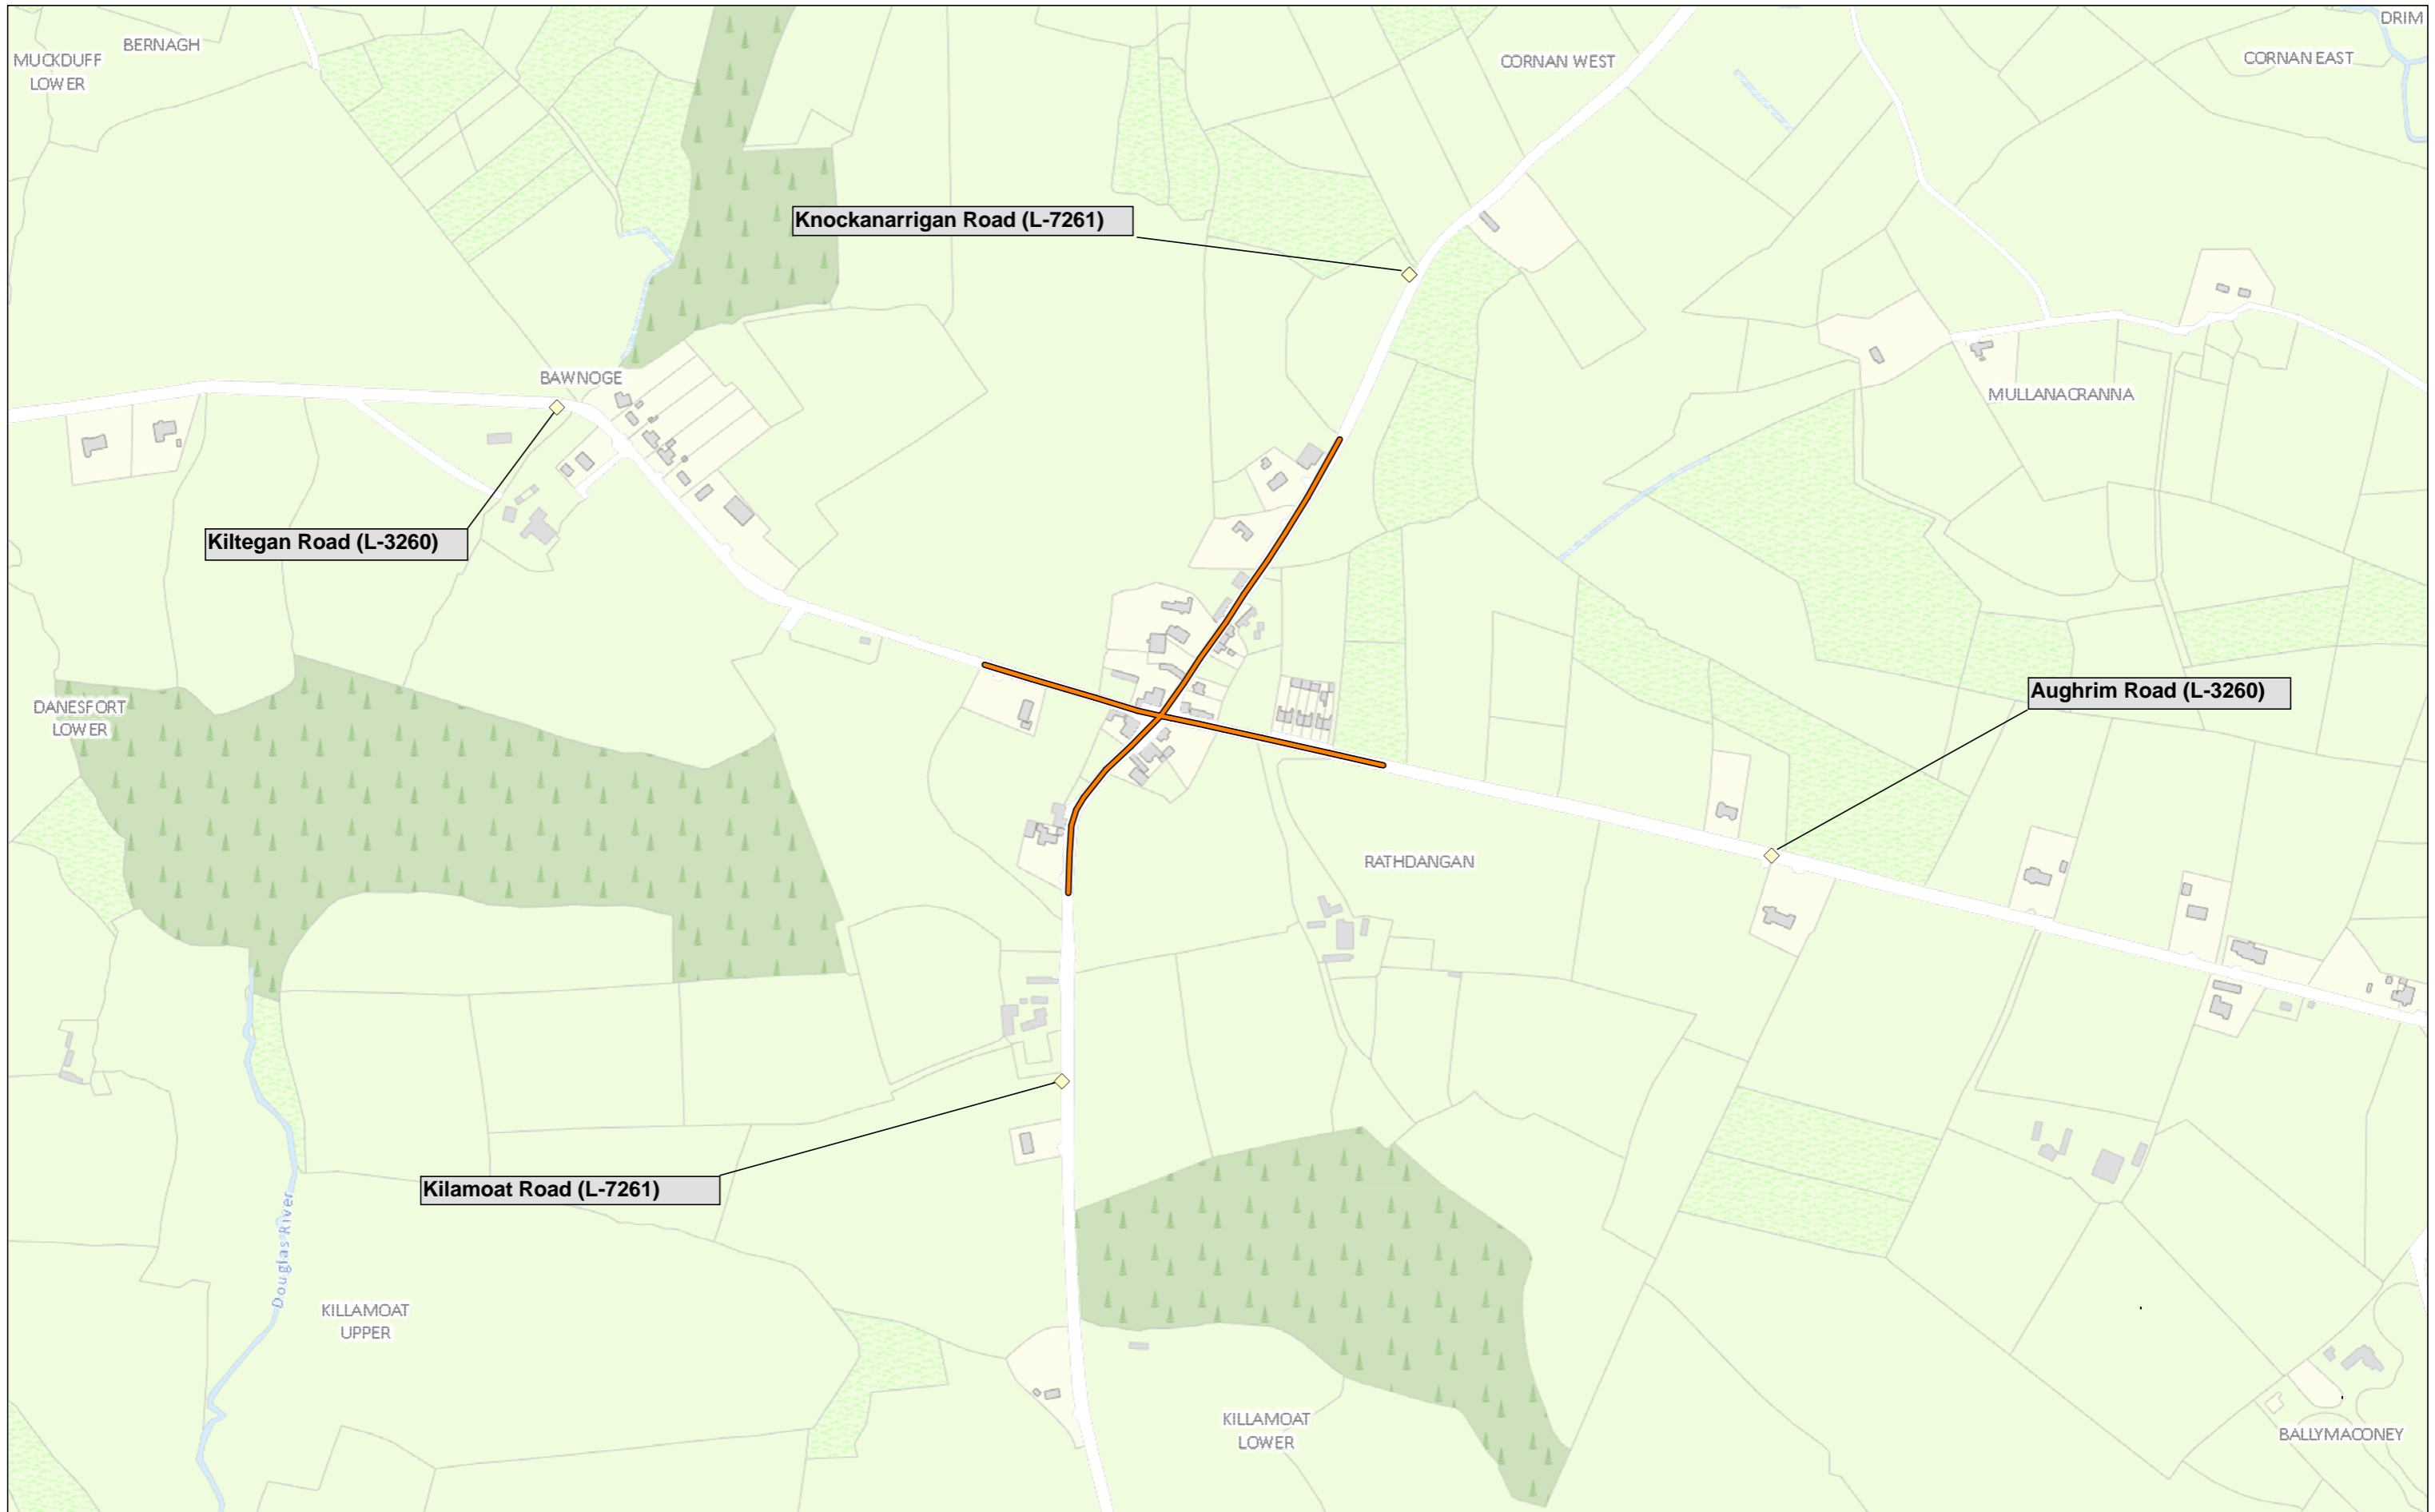 DRIM
BERNAGH
MUCKDUFF
LOWER
CORNAN WEST
CORNAN EAST
Knockanarrigan Road (L-7261)
BAWNOGE
MULLANACRANNA
Kiltegan Road (L-3260)
Aughrim Road (L-3260)
DANESFORT
LOWER
RATHDANGAN
Kilamoat Road (L-7261)
Douglas River
KILLAMOAT
UPPER
KILLAMOAT
LOWER
BALLYMACONEY